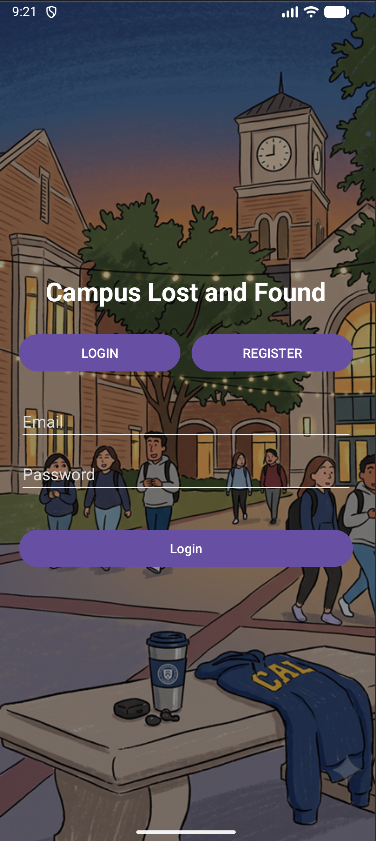 9:21
Campus Lost and Found
LOGIN REGISTER
Email
Password
Login
CAL